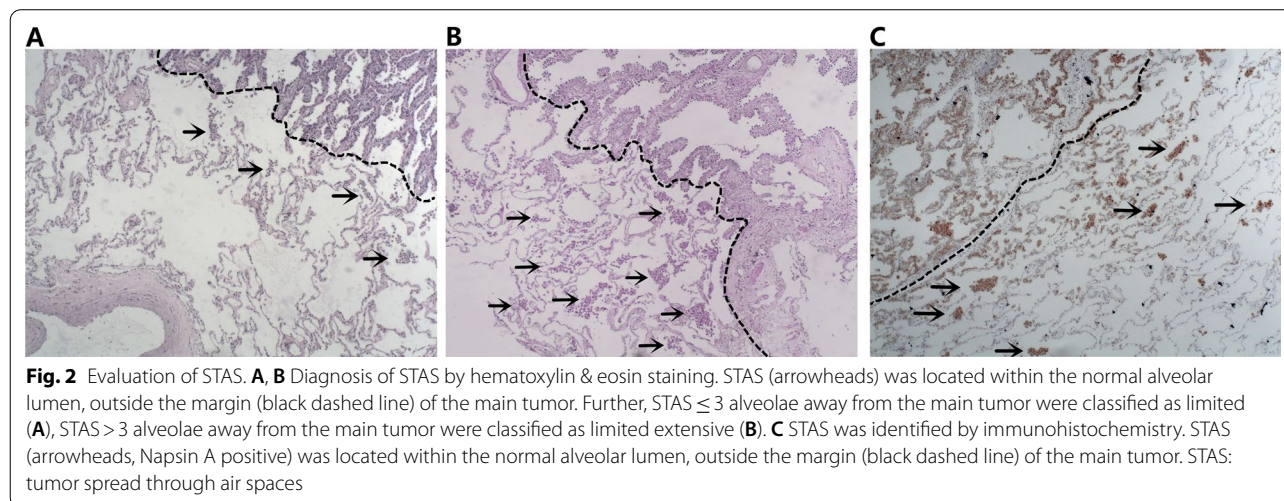 A
B
C
Fig. 2 Evaluation of STAS. A, B Diagnosis of STAS by hematoxylin & eosin staining. STAS (arrowheads) was located within the normal alveolar
lumen, outside the margin (black dashed line) of the main tumor. Further, STAS ≤ 3 alveolae away from the main tumor were classified as limited
(A), STAS > 3 alveolae away from the main tumor were classified as limited extensive (B). C STAS was identified by immunohistochemistry. STAS
(arrowheads, Napsin A positive) was located within the normal alveolar lumen, outside the margin (black dashed line) of the main tumor. STAS:
tumor spread through air spaces